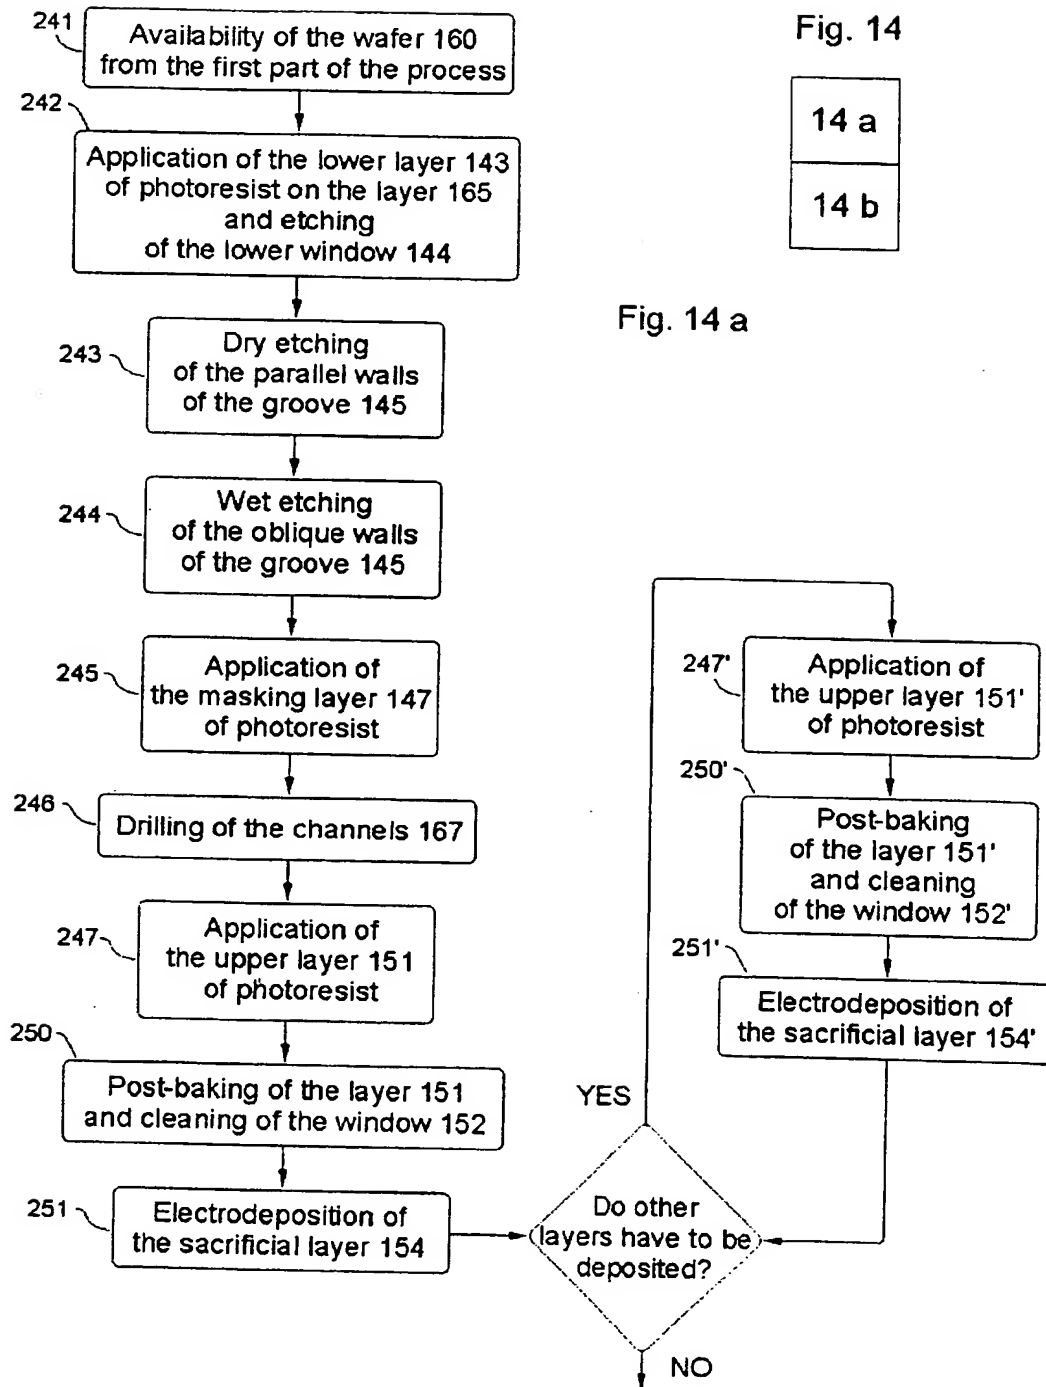 241
Availability of the wafer 160
from the first part of the process
242
Application of the lower layer 143
of photoresist on the layer 165
and etching
of the lower window 144
243
Dry etching
of the parallel walls
of the groove 145
244
Wet etching
of the oblique walls
of the groove 145
245
Application of
the masking layer 147
of photoresist
246
Drilling of the channels 167
247
Application of
the upper layer 151
of photoresist
250
Post-baking of the layer 151
and cleaning of the window 152
251
Electrodeposition of
the sacrificial layer 154
Fig. 14
14 a
14 b
Fig. 14 a
247'
Application of
the upper layer 151'
of photoresist
250'
Post-baking
of the layer 151'
and cleaning
of the window 152'
251'
Electrodeposition of
the sacrificial layer 154'
YES
Do other
layers have to be
deposited?
NO